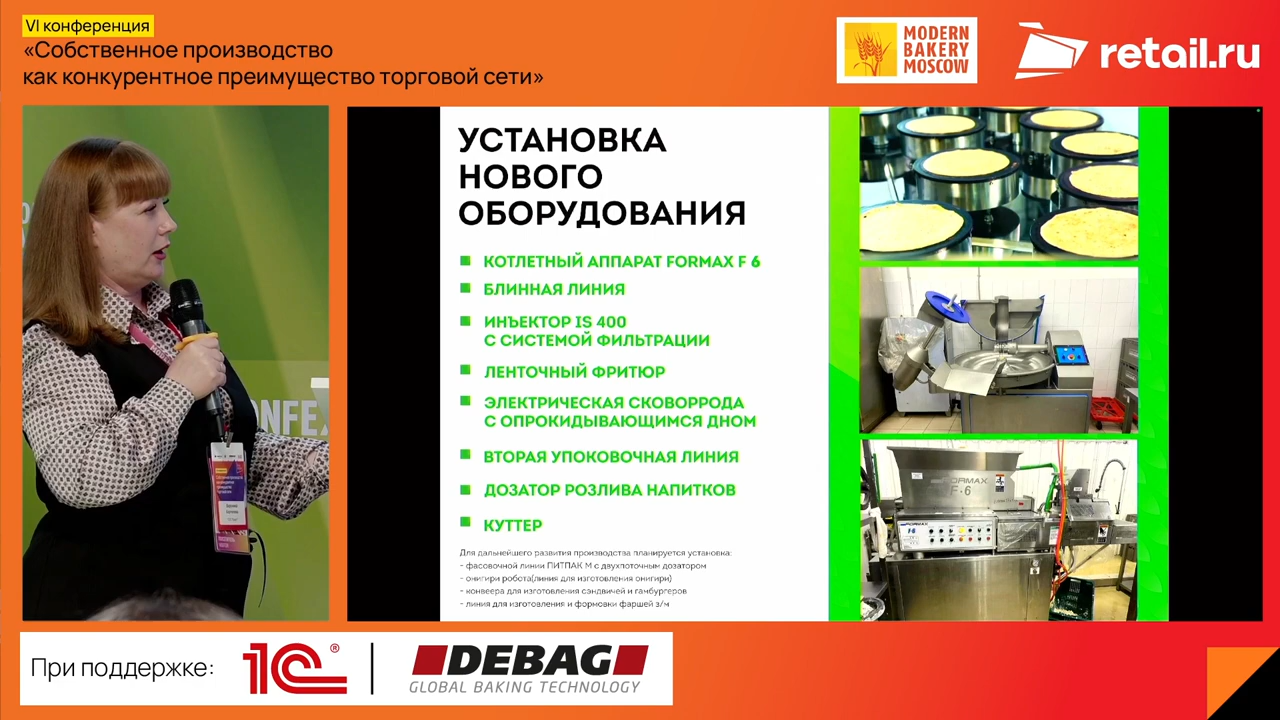 VI конференция
«Собственное производство
как конкурентное преимущество торговой сети»
MODERN
BAKERY
MOSCOW
retail.ru
УСТАНОВКА
НОВОГО
ОБОРУДОВАНИЯ
КОТЛЕТНЫЙ АППАРАТ FORMAX F 6
БЛИННАЯ ЛИНИЯ
ИНЪЕКТОР IS 400
С СИСТЕМОЙ ФИЛЬТРАЦИИ
ЛЕНТОЧНЫЙ ФРИТЮР
ЭЛЕКТРИЧЕСКАЯ СКОВОРРОДА
С ОПРОКИДЫВАЮЩИМСЯ ДНОМ
ВТОРАЯ УПОКОВОЧНАЯ ЛИНИЯ
ДОЗАТОР РОЗЛИВА НАПИТКОВ
КУТТЕР
Для дальнейшего развития производства планируется установка:
- фасовочной линии ПИТПАК М с двухпоточным дозатором
- онигири робота(линия для изготовления онигири)
- конвеера для изготовления сэндвичей и гамбургеров
- линия для изготовления и формовки фаршей з/м
FORMAX
F-6
ONFEX
При поддержке:
1С®
DEBAG
GLOBAL BAKING TECHNOLOGY